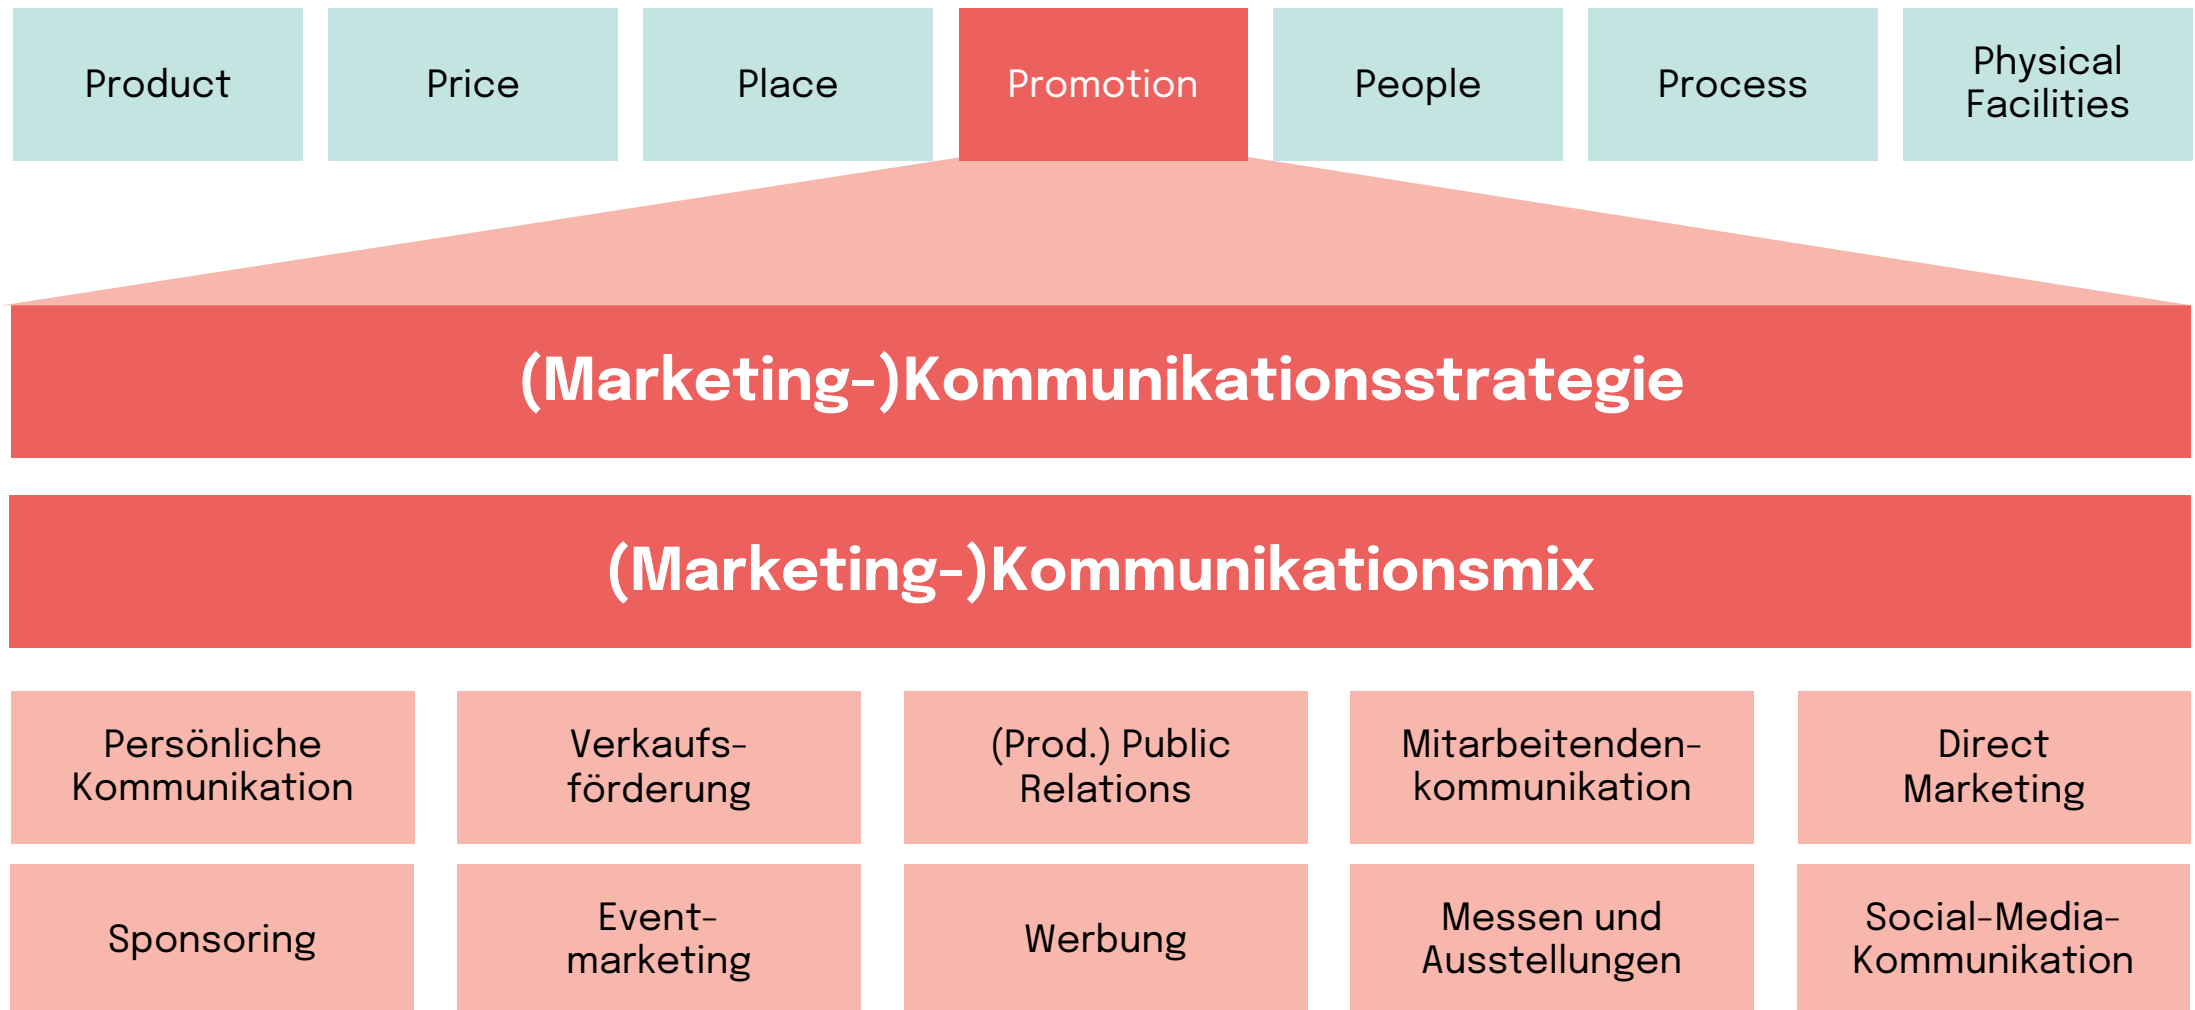 Product
Price
Place
Promotion
People
Process
Physical
Facilities
(Marketing-)Kommunikationsstrategie
(Marketing-)Kommunikationsmix
Persönliche
Kommunikation
Verkaufs-
förderung
(Prod.) Public
Relations
Mitarbeitenden-
kommunikation
Direct
Marketing
Sponsoring
Event-
marketing
Werbung
Messen und
Ausstellungen
Social-Media-
Kommunikation